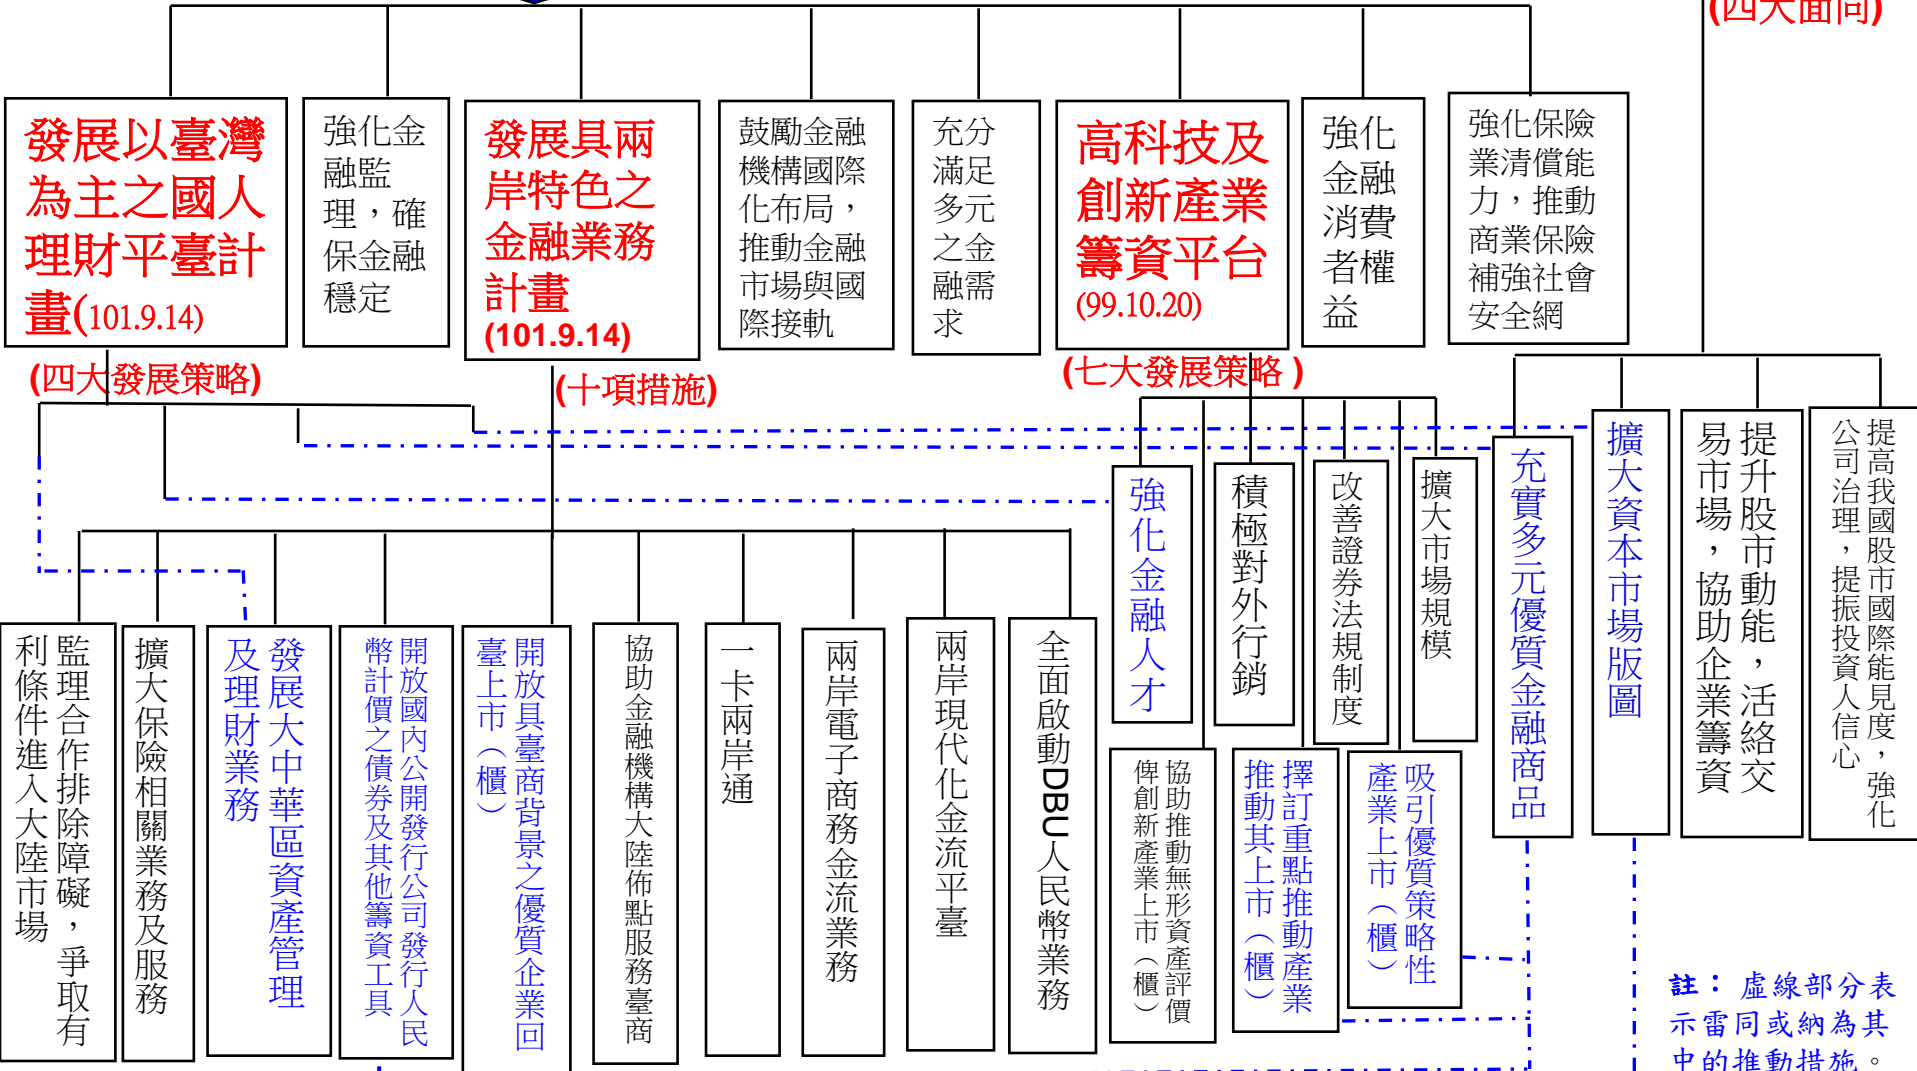 (四大面向)
發展以臺灣
為主之國人
理財平臺計
畫(101.9.14)
強化金
融監
理，確
保金融
穩定
發展具兩
岸特色之
金融業務
計畫
(101.9.14)
鼓勵金融
機構國際
化布局，
推動金融
市場與國
際接軌
充分
滿足
多元
之金
融需
求
高科技及
創新產業
籌資平台
(99.10.20)
強化
金融
消費
者權
益
強化保險
業清償能
力，推動
商業保險
補強社會
安全網
(四大發展策略)
(十項措施)
(七大發展策略 )
強化金融人才
積極對外行銷
改善證券法規制度
擴大市場規模
充實多元優質金融商品
擴大資本市場版圖
提升股市動能，活絡交
易市場，協助企業籌資
提高我國股市國際能見度，強化
公司治理，提振投資人信心
監理合作排除障礙，爭取有
利條件進入大陸市場
擴大保險相關業務及服務
發展大中華區資產管理
及理財業務
開放國內公開發行公司發行人民
幣計價之債券及其他籌資工具
開放具臺商背景之優質企業回
臺上市（櫃）
協助金融機構大陸佈點服務臺商
一卡兩岸通
兩岸電子商務金流業務
兩岸現代化金流平臺
全面啟動DBU人民幣業務
協助推動無形資產評價
俾創新產業上市（櫃）
擇訂重點推動產業
推動其上市（櫃）
吸引優質策略性
產業上市（櫃）
註：虛線部分表
示雷同或納為其
中的推動措施。